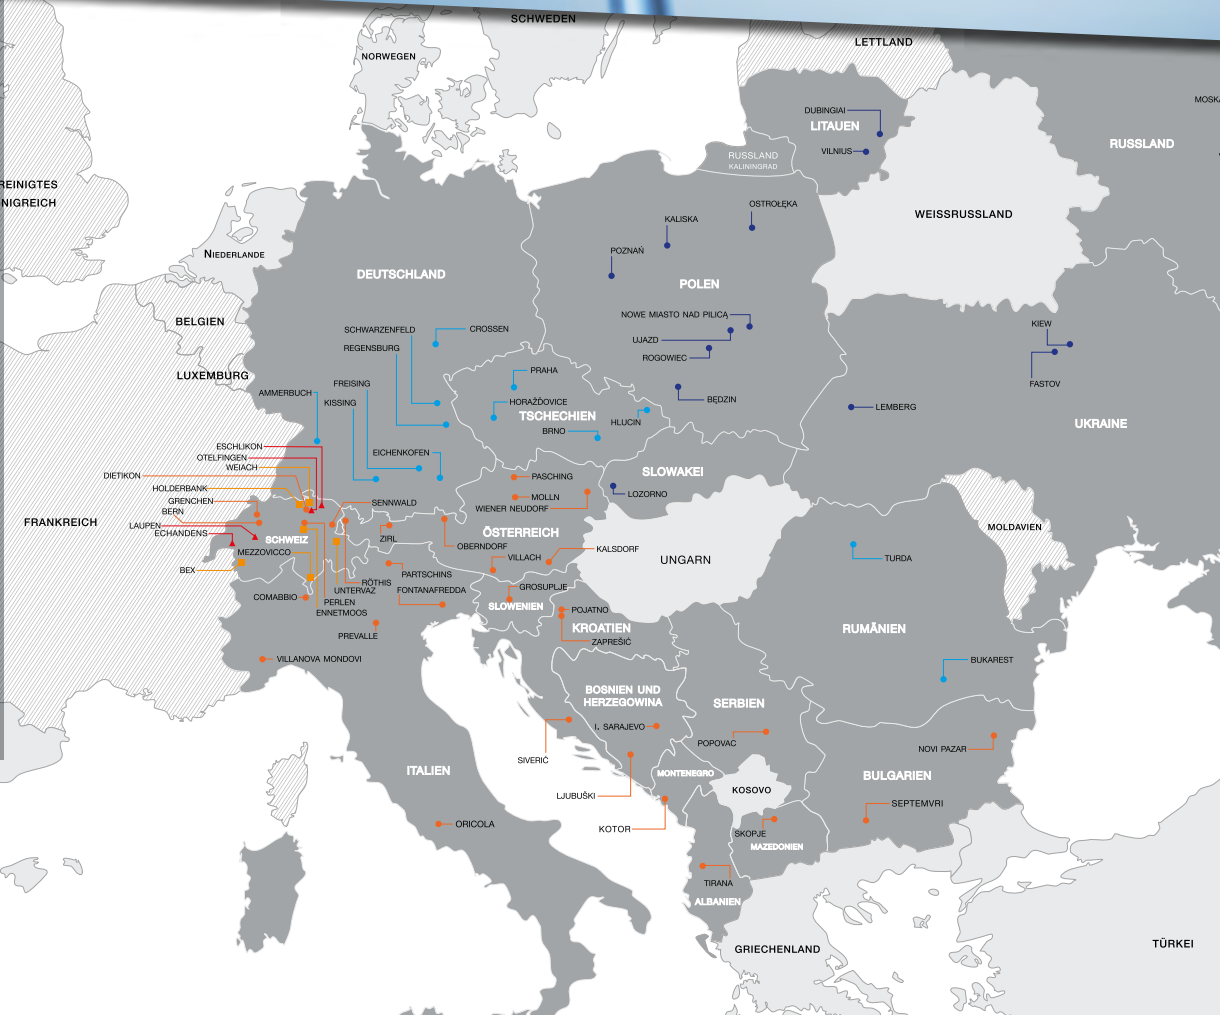 SCHWEDEN
NORWEGEN
LETTLAND
MOSKA
DUBINGIAI
LITAUEN
VILNIUS
RUSSLAND
RUSSLAND
KALININGRAD
REINIGTES
NIGREICH
OSTROŁĘKA
KALISKA
WEISSRUSSLAND
POZNAŃ
NIEDERLANDE
DEUTSCHLAND
POLEN
BELGIEN
NOWE MIASTO NAD PILICĄ
KIEW
SCHWARZENFELD
CROSSEN
UJAZD
REGENSBURG
ROGOWIEC
LUXEMBURG
PRAHA
FREISING
FASTOV
AMMERBUCH
KISSING
HORAŽĎOVICE
BĘDZIN
LEMBERG
TSCHECHIEN
HLUCIN
UKRAINE
BRNO
ESCHLIKON
EICHENKOFEN
OTELFINGEN
WEIACH
SLOWAKEI
DIETIKON
PASCHING
HOLDERBANK
LOZORNO
MOLLN
GRENCHEN
SENNWALD
WIENER NEUDORF
BERN
FRANKREICH
LAUPEN
MOLDAVIEN
ECHANDENS
SCHWEIZ
ZIRL
ÖSTERREICH
OBERNDORF
KALSDORF
MEZZOVICCO
VILLACH
UNGARN
TURDA
BEX
PARTSCHINS
RÖTHIS
GROSUPLJE
UNTERVAZ
FONTANAFREDDA
COMABBIO
PERLEN
SLOWENIEN
POJATNO
ENNETMOOS
KROATIEN
RUMÄNIEN
PREVALLE
ZAPREŠIĆ
VILLANOVA MONDOVI
BUKAREST
BOSNIEN UND
HERZEGOWINA
SERBIEN
I. SARAJEVO
POPOVAC
NOVI PAZAR
SIVERIĆ
ITALIEN
MONTENEGRO
BULGARIEN
KOSOVO
LJUBUŠKI
SEPTEMVRI
ORICOLA
KOTOR
SKOPJE
MAZEDONIEN
TIRANA
ALBANIEN
GRIECHENLAND
TÜRKEI